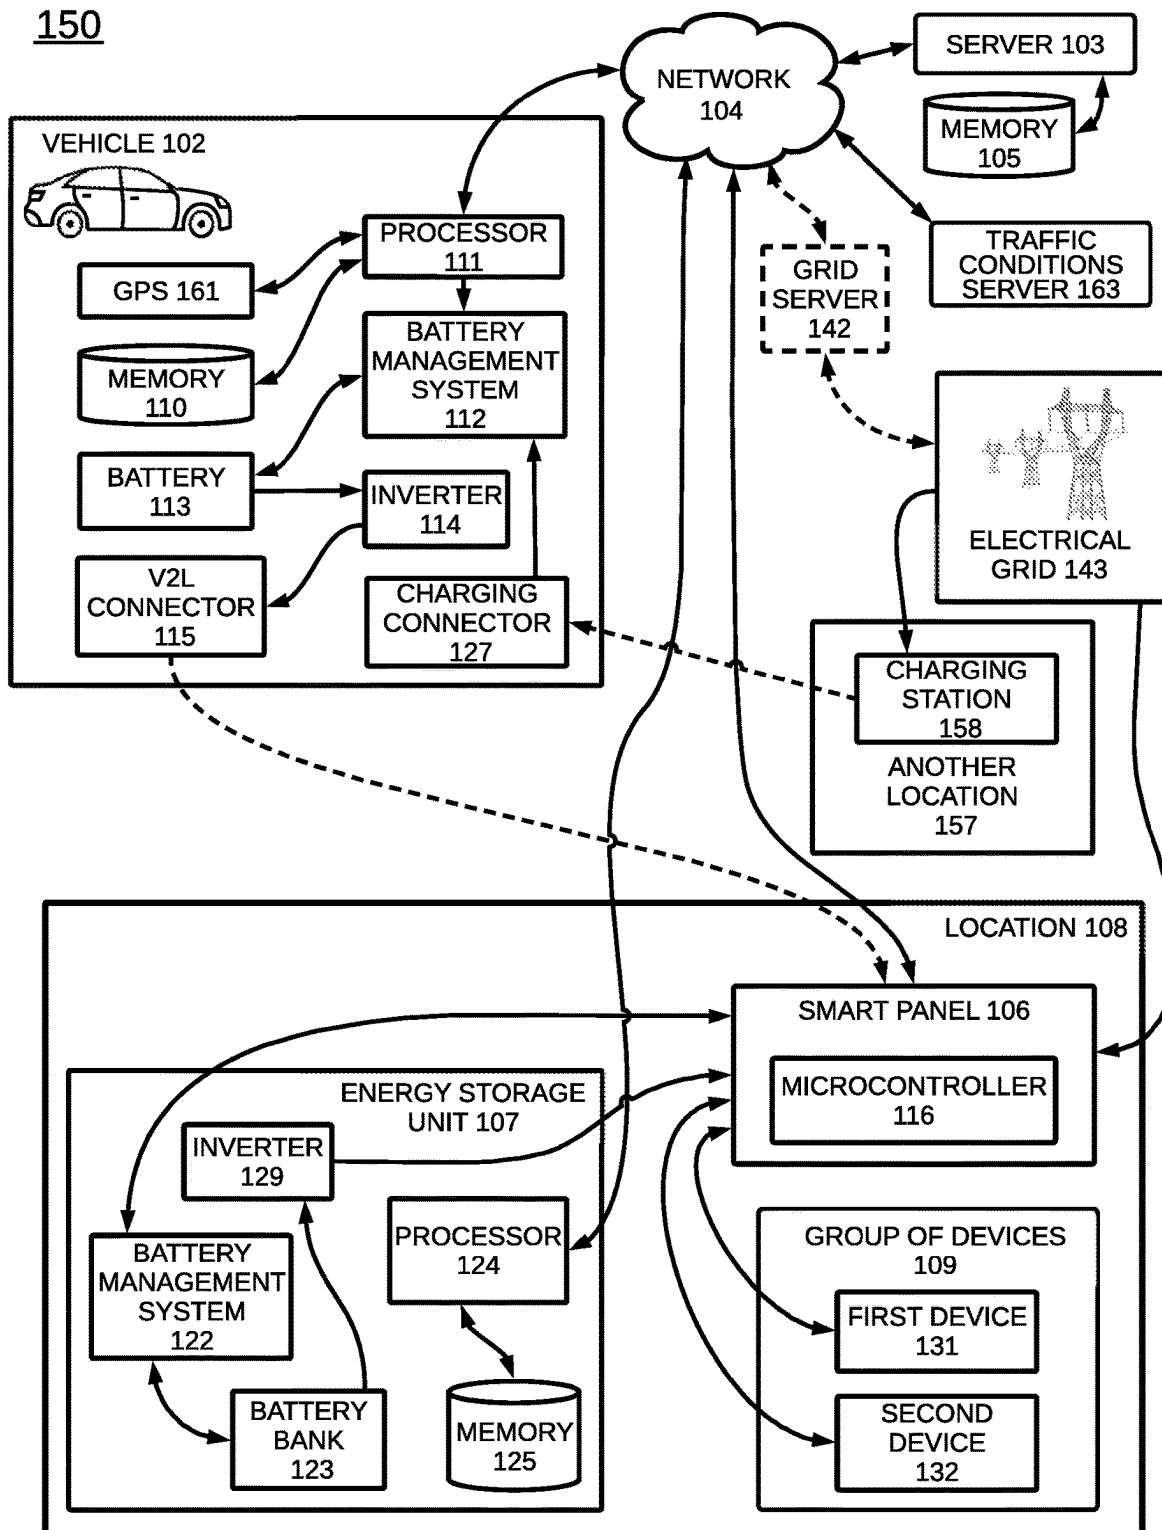 150
NETWORK
104
SERVER 103
MEMORY
105
TRAFFIC
CONDITIONS
SERVER 163
GRID
SERVER
142
VEHICLE 102
PROCESSOR
111
GPS 161
MEMORY
110
BATTERY
MANAGEMENT
SYSTEM
112
BATTERY
113
INVERTER
114
V2L
CONNECTOR
115
CHARGING
CONNECTOR
127
ELECTRICAL
GRID 143
CHARGING
STATION
158
ANOTHER
LOCATION
157
LOCATION 108
SMART PANEL 106
MICROCONTROLLER
116
ENERGY STORAGE
UNIT 107
INVERTER
129
PROCESSOR
124
BATTERY
MANAGEMENT
SYSTEM
122
BATTERY
BANK
123
MEMORY
125
GROUP OF DEVICES
109
FIRST DEVICE
131
SECOND
DEVICE
132